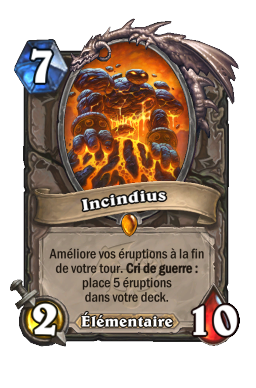 7
Incindius
Améliore vos éruptions à la fin
de votre tour. Cri de guerre :
place 5 éruptions
dans votre deck.
2
Élémentaire
10